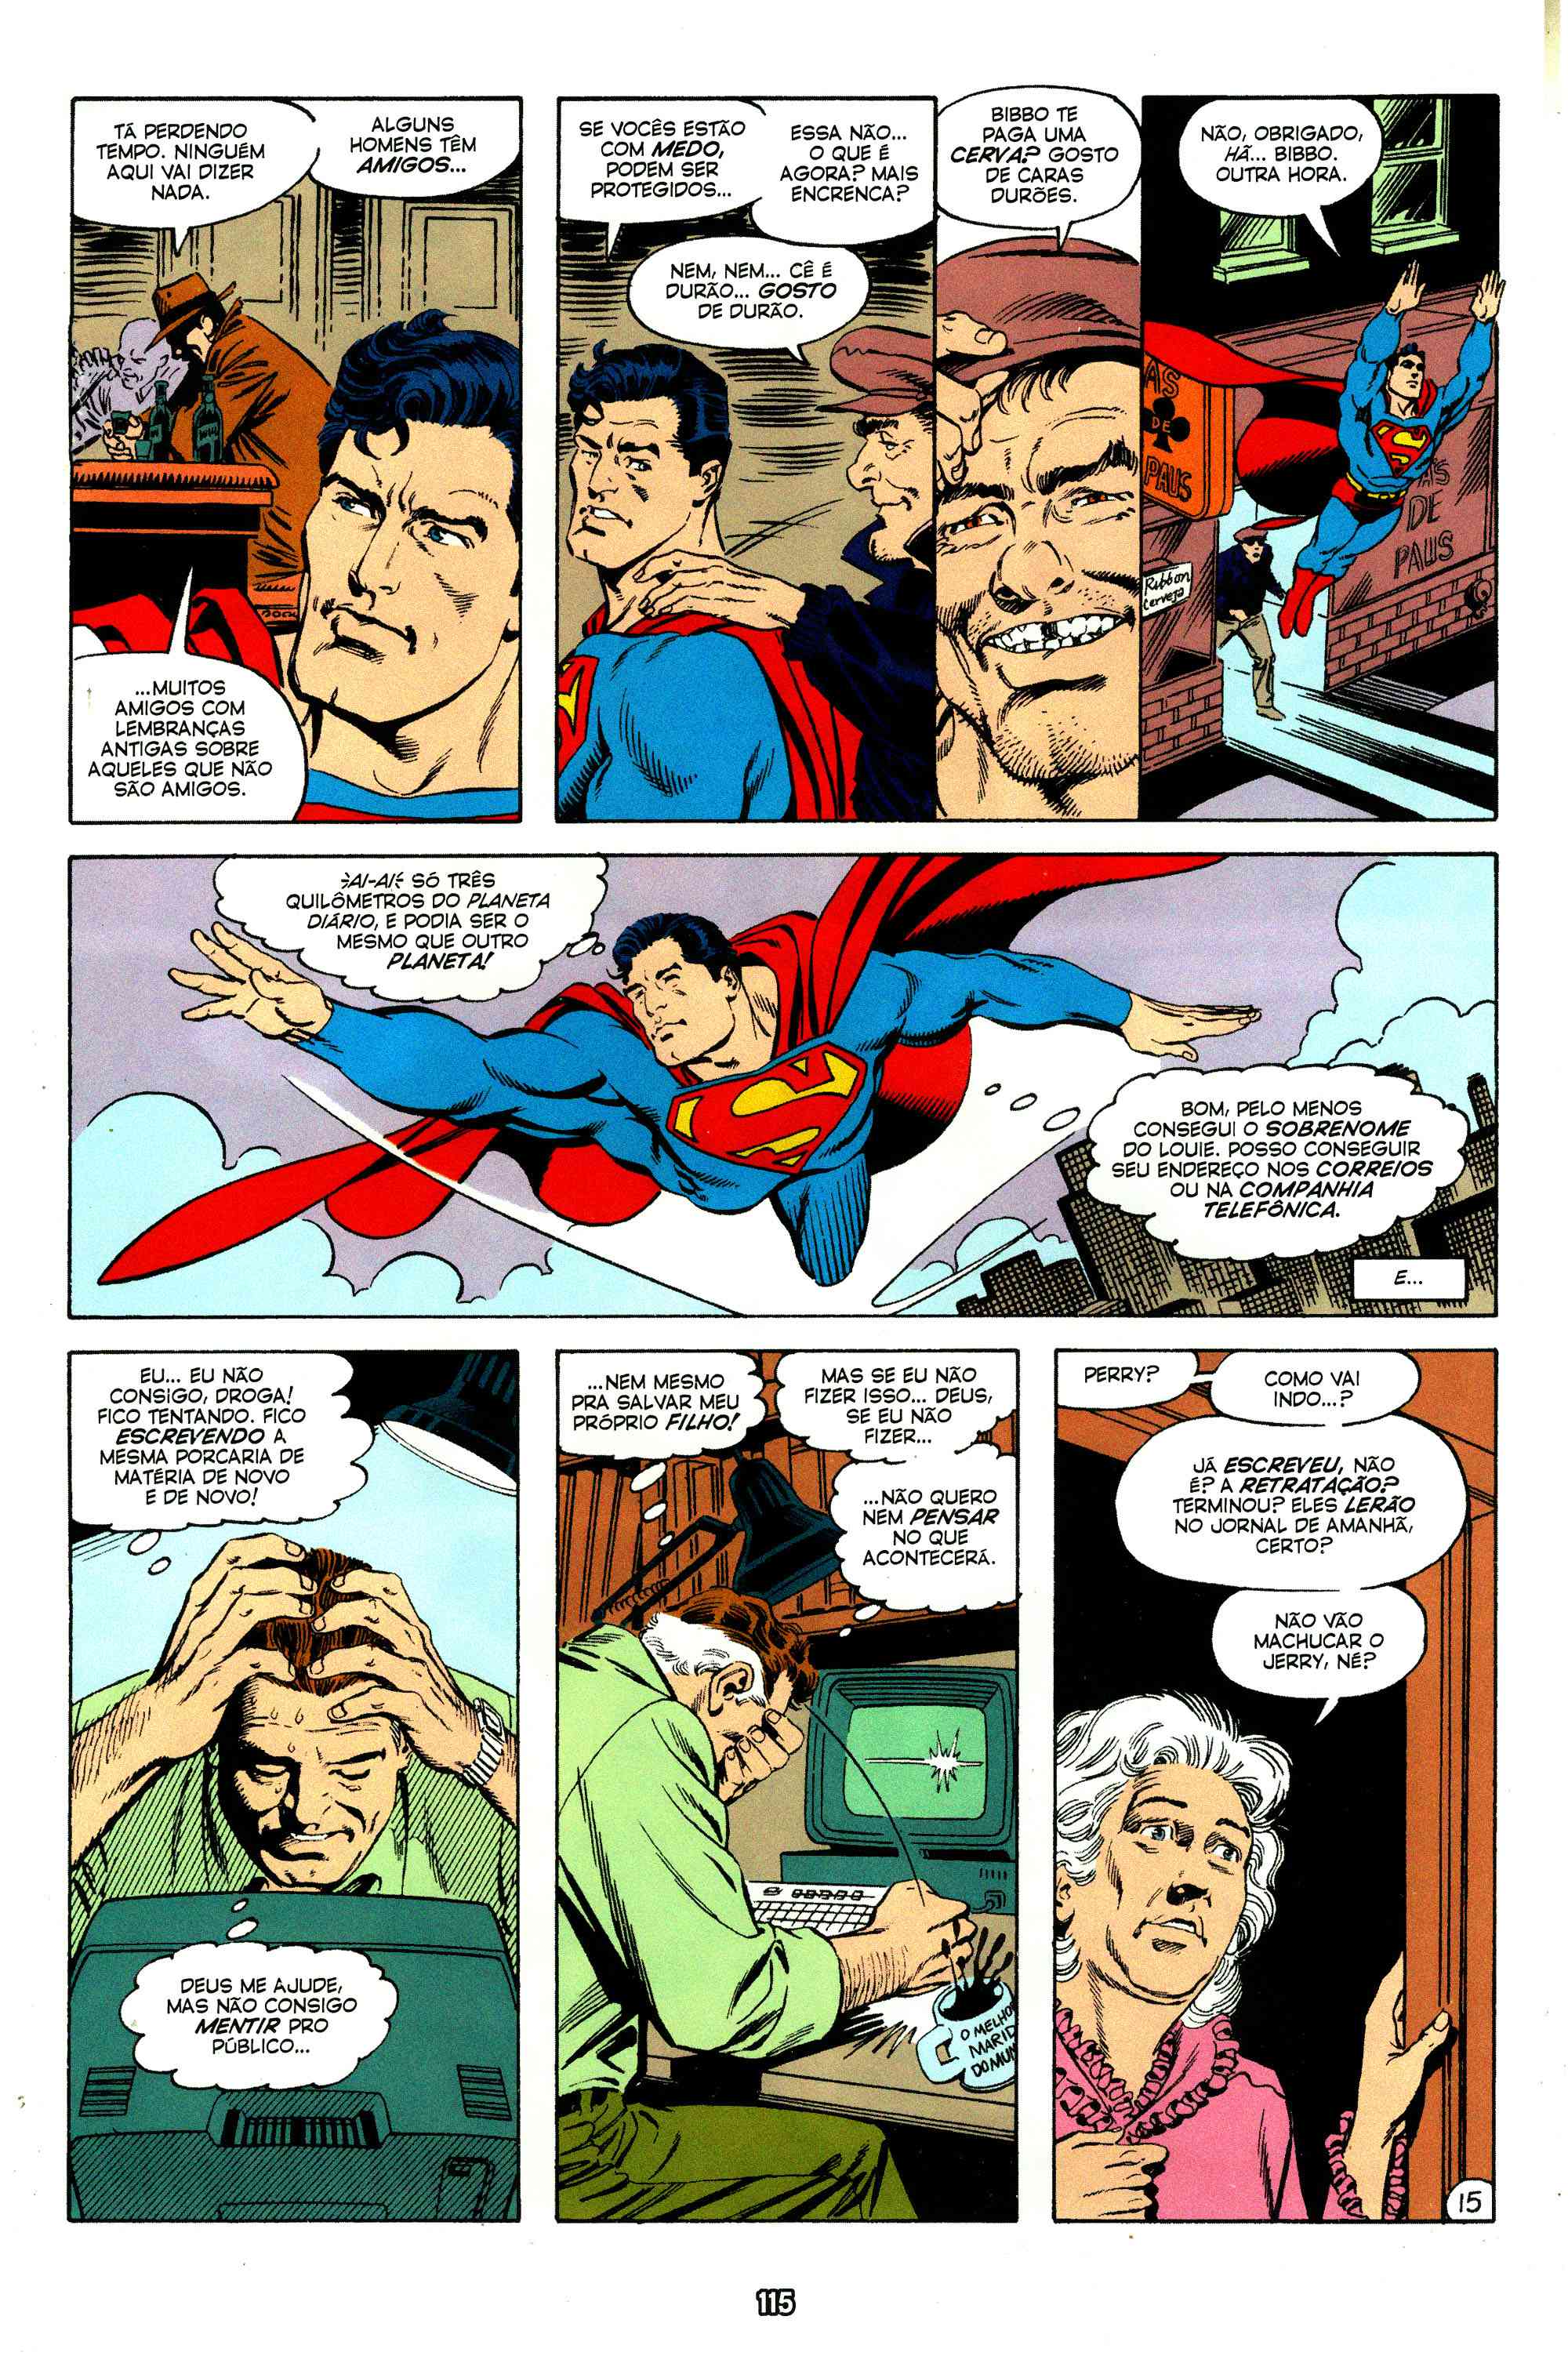 TÁ PERDENDO
TEMPO. NINGUÉM
AQUI VAI DIZER
NADA.
ALGUNS
HOMENS TÊM
AMIGOS...
...MUITOS
AMIGOS COM
LEMBRANÇAS
ANTIGAS SOBRE
AQUELES QUE NÃO
SÃO AMIGOS.
SE VOCÊS ESTÃO
COM MEDO,
PODEM SER
PROTEGIDOS...
ESSA NÃO...
O QUE É
AGORA? MAIS
ENCRENCA?
NEM, NEM... CÊ É
DURÃO... GOSTO
DE DURÃO.
BIBBO TE
PAGA UMA
CERVA? GOSTO
DE CARAS
DURÕES.
NÃO, OBRIGADO,
HÃ... BIBBO.
OUTRA HORA.
AS
DE
PAUS
ÁS
DE
PAUS
Ribbon
cerveja
AI-AI SÓ TRÊS
QUILÔMETROS DO PLANETA
DIÁRIO, E PODIA SER O
MESMO QUE OUTRO
PLANETA!
BOM, PELO MENOS
CONSEGUI O SOBRENOME
DO LOUIE. POSSO CONSEGUIR
SEU ENDEREÇO NOS CORREIOS
OU NA COMPANHIA
TELEFÔNICA.
E...
EU... EU NÃO
CONSIGO, DROGA!
FICO TENTANDO. FICO
ESCREVENDO A
MESMA PORCARIA DE
MATÉRIA DE NOVO
E DE NOVO!
DEUS ME AJUDE,
MAS NÃO CONSIGO
MENTIR PRO
PÚBLICO...
...NEM MESMO
PRA SALVAR MEU
PRÓPRIO FILHO!
MAS SE EU NÃO
FIZER ISSO... DEUS,
SE EU NÃO
FIZER...
...NÃO QUERO
NEM PENSAR
NO QUE
ACONTECERÁ.
O MELHO
MARID
DO MUN
PERRY?
COMO VAI
INDO...?
JÁ ESCREVEU, NÃO
É? A RETRATAÇÃO?
TERMINOU? ELES LERÃO
NO JORNAL DE AMANHÃ,
CERTO?
NÃO VÃO
MACHUCAR O
JERRY, NÉ?
15
115